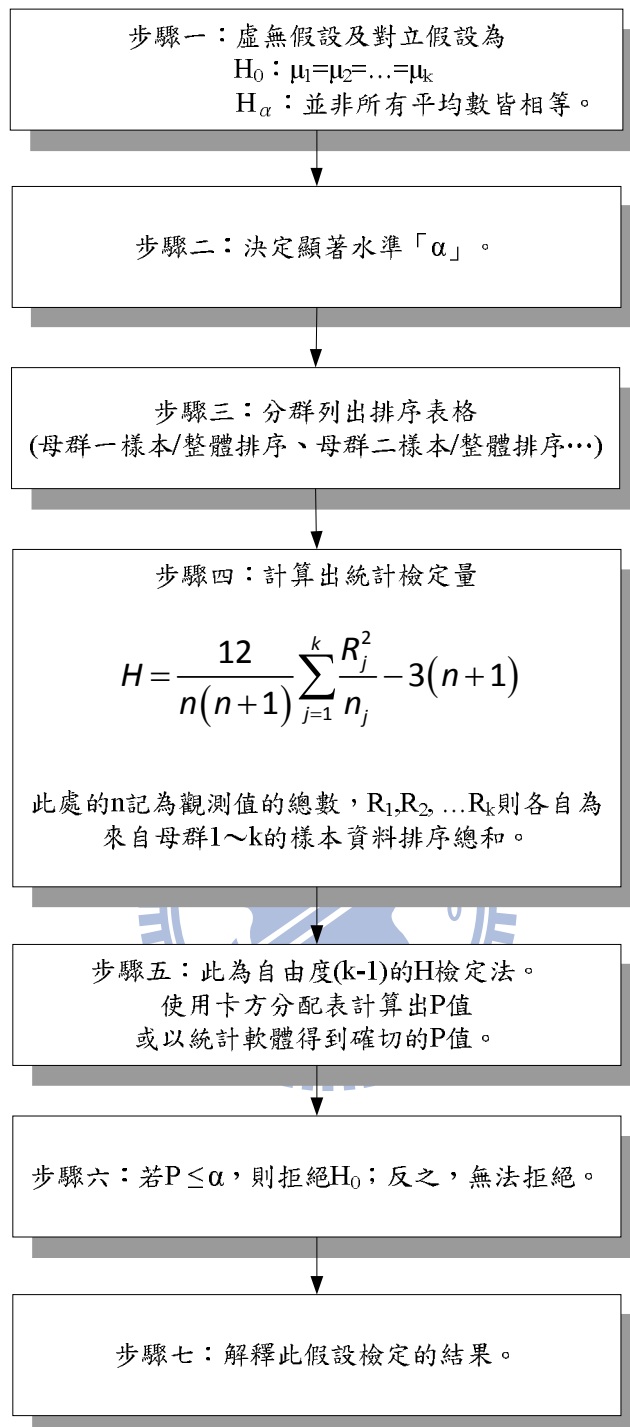 步驟一：虛無假設及對立假設為
H₀：μ₁=μ₂=…=μₖ
Hα：並非所有平均數皆相等。
步驟二：決定顯著水準「α」。
步驟三：分群列出排序表格
(母群一樣本/整體排序、母群二樣本/整體排序…)
步驟四：計算出統計檢定量
H = 12/(n(n+1)) ∑_{j=1}^{k} R_j^2/n_j − 3(n+1)
此處的n記為觀測值的總數，R₁,R₂, …Rₖ則各自為
來自母群1～k的樣本資料排序總和。
步驟五：此為自由度(k-1)的H檢定法。
使用卡方分配表計算出P值
或以統計軟體得到確切的P值。
步驟六：若P≤α，則拒絕H₀；反之，無法拒絕。
步驟七：解釋此假設檢定的結果。